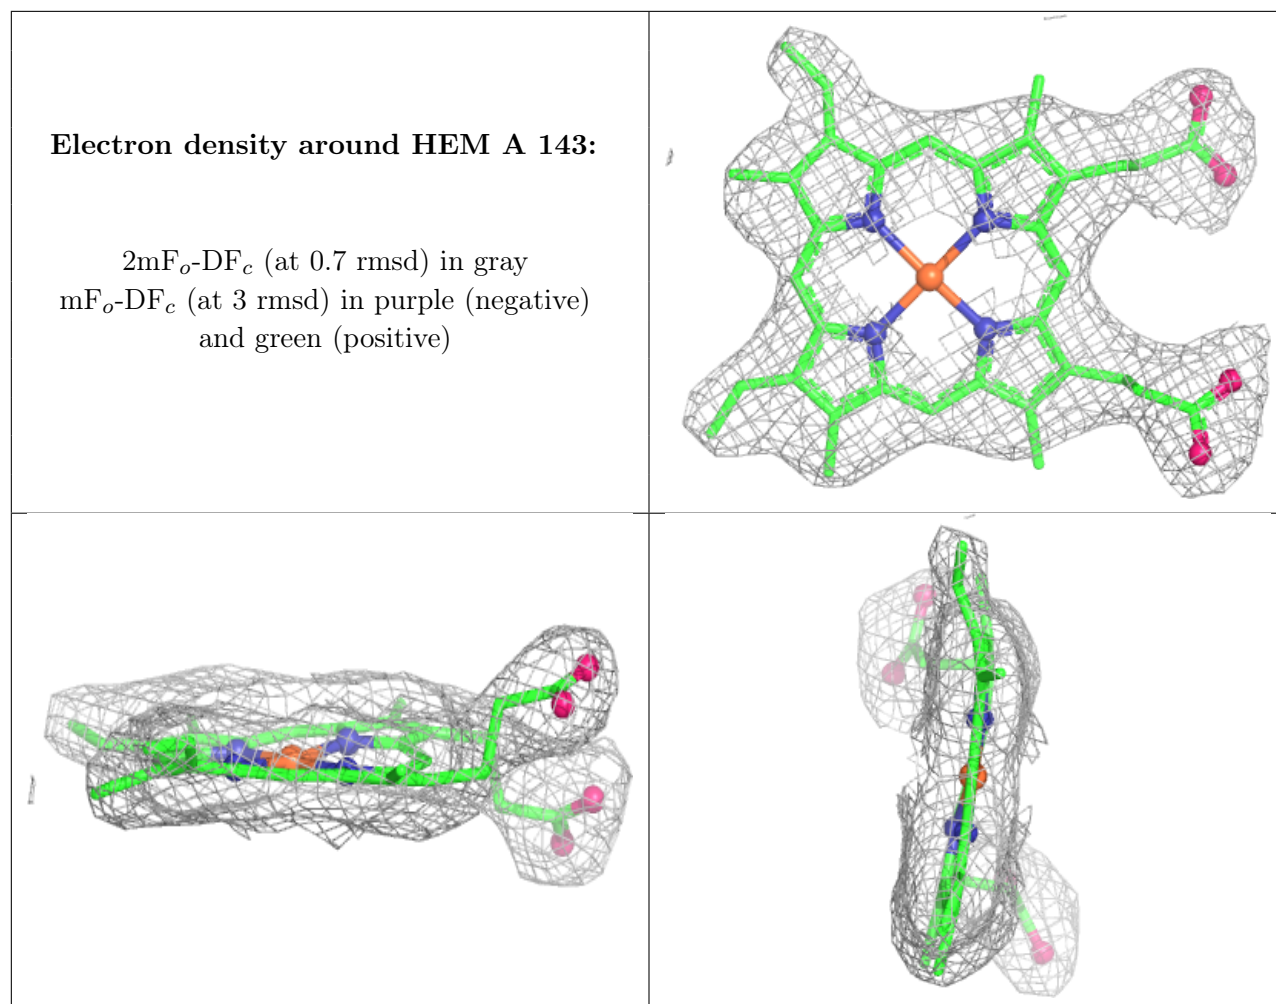 Electron density around HEM A 143:
2mFₒ-DF𝒸 (at 0.7 rmsd) in gray
mFₒ-DF𝒸 (at 3 rmsd) in purple (negative)
and green (positive)